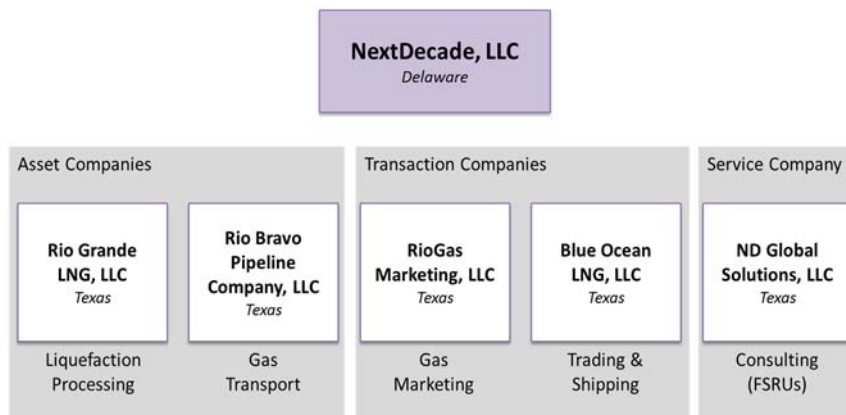 NextDecade, LLC
Delaware
Asset Companies
Rio Grande
LNG, LLC
Texas
Liquefaction
Processing
Rio Bravo
Pipeline
Company, LLC
Texas
Gas
Transport
Transaction Companies
RioGas
Marketing, LLC
Texas
Gas
Marketing
Blue Ocean
LNG, LLC
Texas
Trading &
Shipping
Service Company
ND Global
Solutions, LLC
Texas
Consulting
(FSRUs)